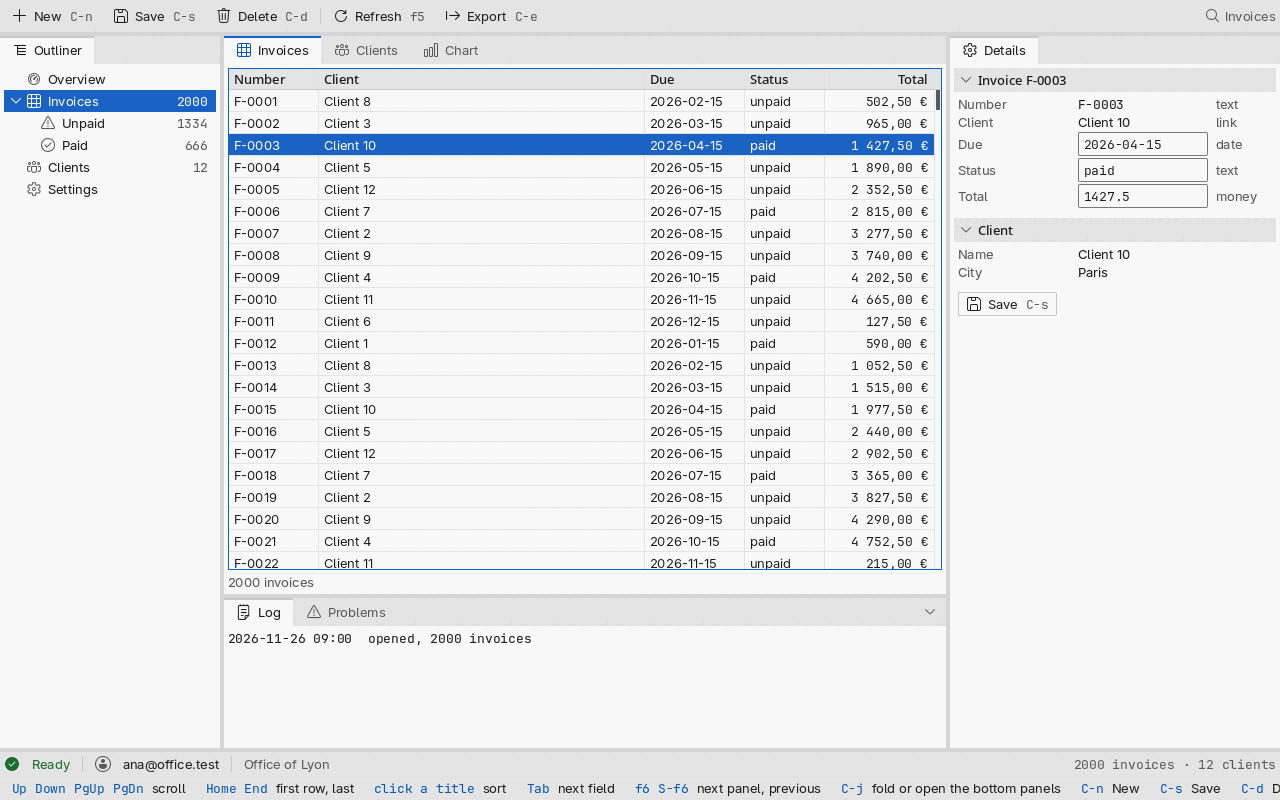 New C-n Save C-s Delete C-d Refresh f5 Export C-e Invoices
Outliner
Overview
Invoices 2000
Unpaid 1334
Paid 666
Clients 12
Settings
Invoices Clients Chart
Number Client Due Status Total
F-0001 Client 8 2026-02-15 unpaid 502,50 €
F-0002 Client 3 2026-03-15 unpaid 965,00 €
F-0003 Client 10 2026-04-15 paid 1 427,50 €
F-0004 Client 5 2026-05-15 unpaid 1 890,00 €
F-0005 Client 12 2026-06-15 unpaid 2 352,50 €
F-0006 Client 7 2026-07-15 paid 2 815,00 €
F-0007 Client 2 2026-08-15 unpaid 3 277,50 €
F-0008 Client 9 2026-09-15 unpaid 3 740,00 €
F-0009 Client 4 2026-10-15 paid 4 202,50 €
F-0010 Client 11 2026-11-15 unpaid 4 665,00 €
F-0011 Client 6 2026-12-15 unpaid 127,50 €
F-0012 Client 1 2026-01-15 paid 590,00 €
F-0013 Client 8 2026-02-15 unpaid 1 052,50 €
F-0014 Client 3 2026-03-15 unpaid 1 515,00 €
F-0015 Client 10 2026-04-15 paid 1 977,50 €
F-0016 Client 5 2026-05-15 unpaid 2 440,00 €
F-0017 Client 12 2026-06-15 unpaid 2 902,50 €
F-0018 Client 7 2026-07-15 paid 3 365,00 €
F-0019 Client 2 2026-08-15 unpaid 3 827,50 €
F-0020 Client 9 2026-09-15 unpaid 4 290,00 €
F-0021 Client 4 2026-10-15 paid 4 752,50 €
F-0022 Client 11 2026-11-15 unpaid 215,00 €
2000 invoices
Log Problems
2026-11-26 09:00 opened, 2000 invoices
Details
Invoice F-0003
Number F-0003 text
Client Client 10 link
Due 2026-04-15 date
Status paid text
Total 1427.5 money
Client
Name Client 10
City Paris
Save C-s
Ready ana@office.test Office of Lyon 2000 invoices · 12 clients
Up Down PgUp PgDn scroll Home End first row, last click a title sort Tab next field f6 S-f6 next panel, previous C-j fold or open the bottom panels C-n New C-s Save C-d D